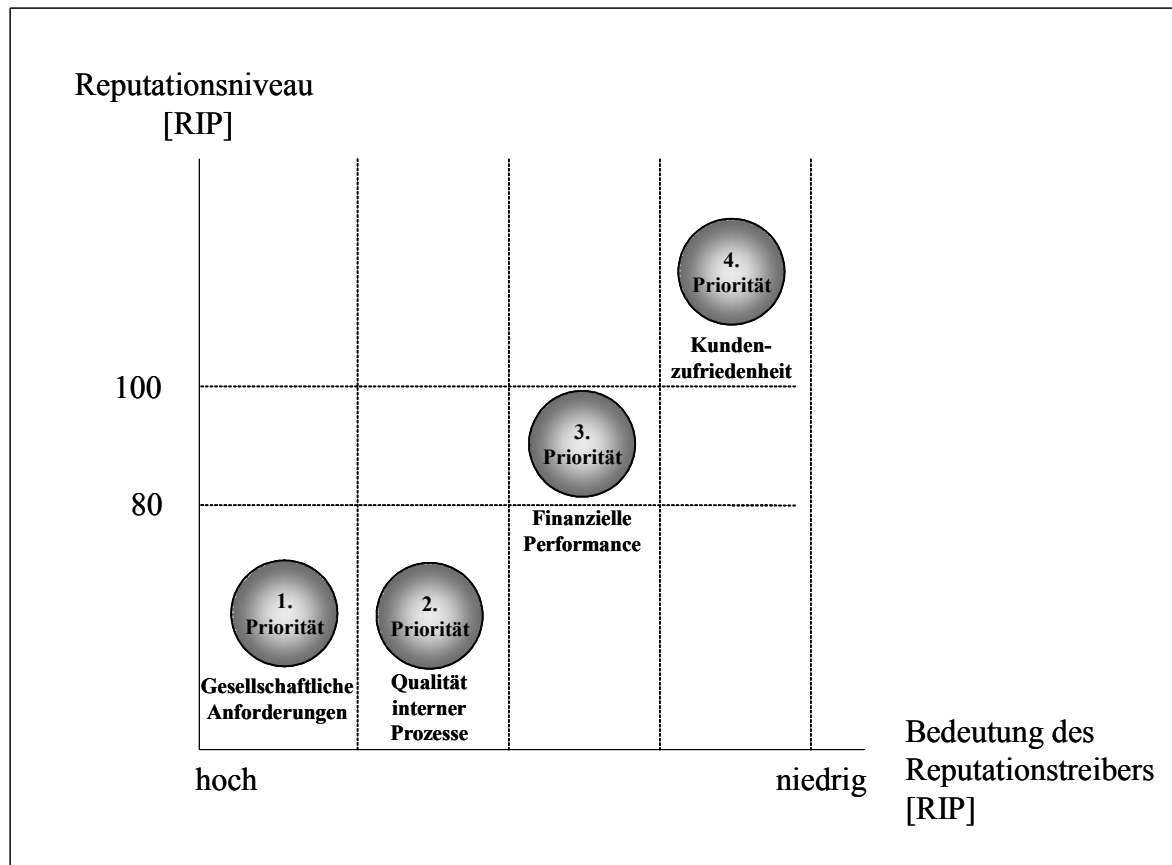 Reputationsniveau
[RIP]
4.
Priorität
Kunden-
zufriedenheit
100
3.
Priorität
80
Finanzielle
Performance
1.
Priorität
2.
Priorität
Gesellschaftliche
Anforderungen
Qualität
interner
Prozesse
hoch
niedrig
Bedeutung des
Reputationstreibers
[RIP]